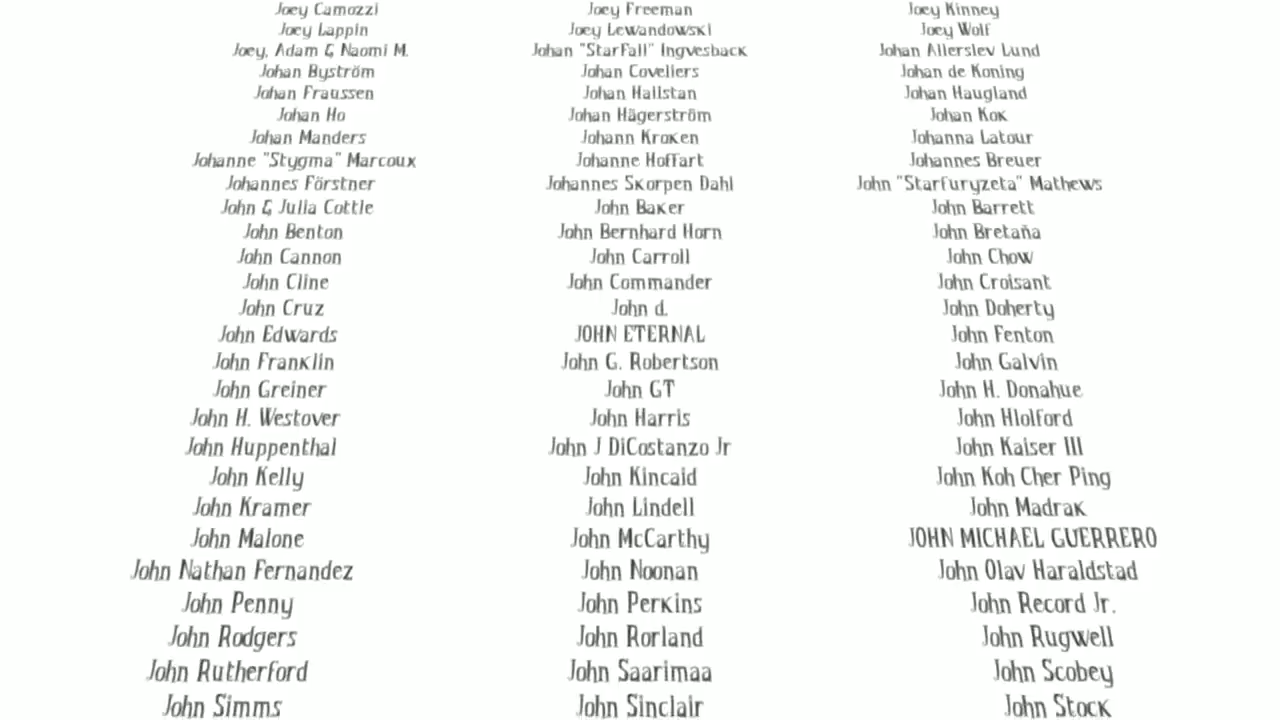 Joey Camozzi Joey Freeman Joey Kinney
Joey Lappin Joey Lewandowski Joey Wolf
Joey, Adam & Naomi M. Johan "StarFall" Ingvesback Johan Allerslev Lund
Johan Byström Johan Coveliers Johan de Koning
Johan Fraussen Johan Hallstan Johan Haugland
Johan Ho Johan Hägerström Johan Kok
Johan Manders Johann Kroken Johanna Latour
Johanne "Stygma" Marcoux Johanne Hoffart Johannes Breuer
Johannes Förstner Johannes Skorpen Dahl John "Starfuryzeta" Mathews
John & Julia Cottle John Baker John Barrett
John Benton John Bernhard Horn John Bretaña
John Cannon John Carroll John Chow
John Cline John Commander John Croisant
John Cruz John d. John Doherty
John Edwards JOHN ETERNAL John Fenton
John Franklin John G. Robertson John Galvin
John Greiner John GT John H. Donahue
John H. Westover John Harris John Hlolford
John Huppenthal John J DiCostanzo Jr John Kaiser III
John Kelly John Kincaid John Koh Cher Ping
John Kramer John Lindell John Madrak
John Malone John McCarthy JOHN MICHAEL GUERRERO
John Nathan Fernandez John Noonan John Olav Haraldstad
John Penny John Perkins John Record Jr.
John Rodgers John Rorland John Rugwell
John Rutherford John Saarimaa John Scobey
John Simms John Sinclair John Stock